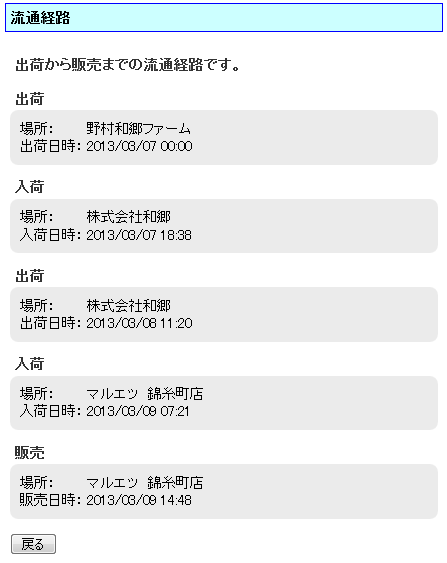 流通経路
出荷から販売までの流通経路です。
出荷
場所： 野村和郷ファーム
出荷日時： 2013/03/07 00:00
入荷
場所： 株式会社和郷
入荷日時： 2013/03/07 18:38
出荷
場所： 株式会社和郷
出荷日時： 2013/03/08 11:20
入荷
場所： マルエツ 錦糸町店
入荷日時： 2013/03/09 07:21
販売
場所： マルエツ 錦糸町店
販売日時： 2013/03/09 14:48
戻る